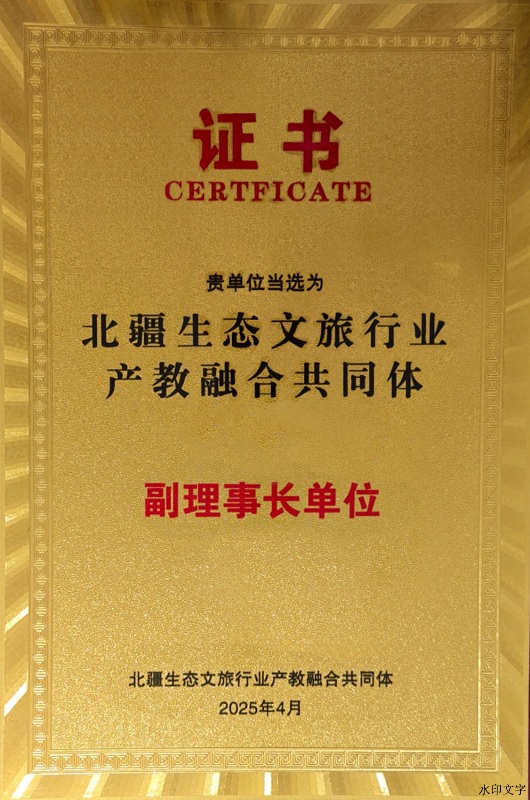 证书
CERTFICATE
贵单位当选为
北疆生态文旅行业
产教融合共同体
副理事长单位
北疆生态文旅行业产教融合共同体
2025年4月
水印文字